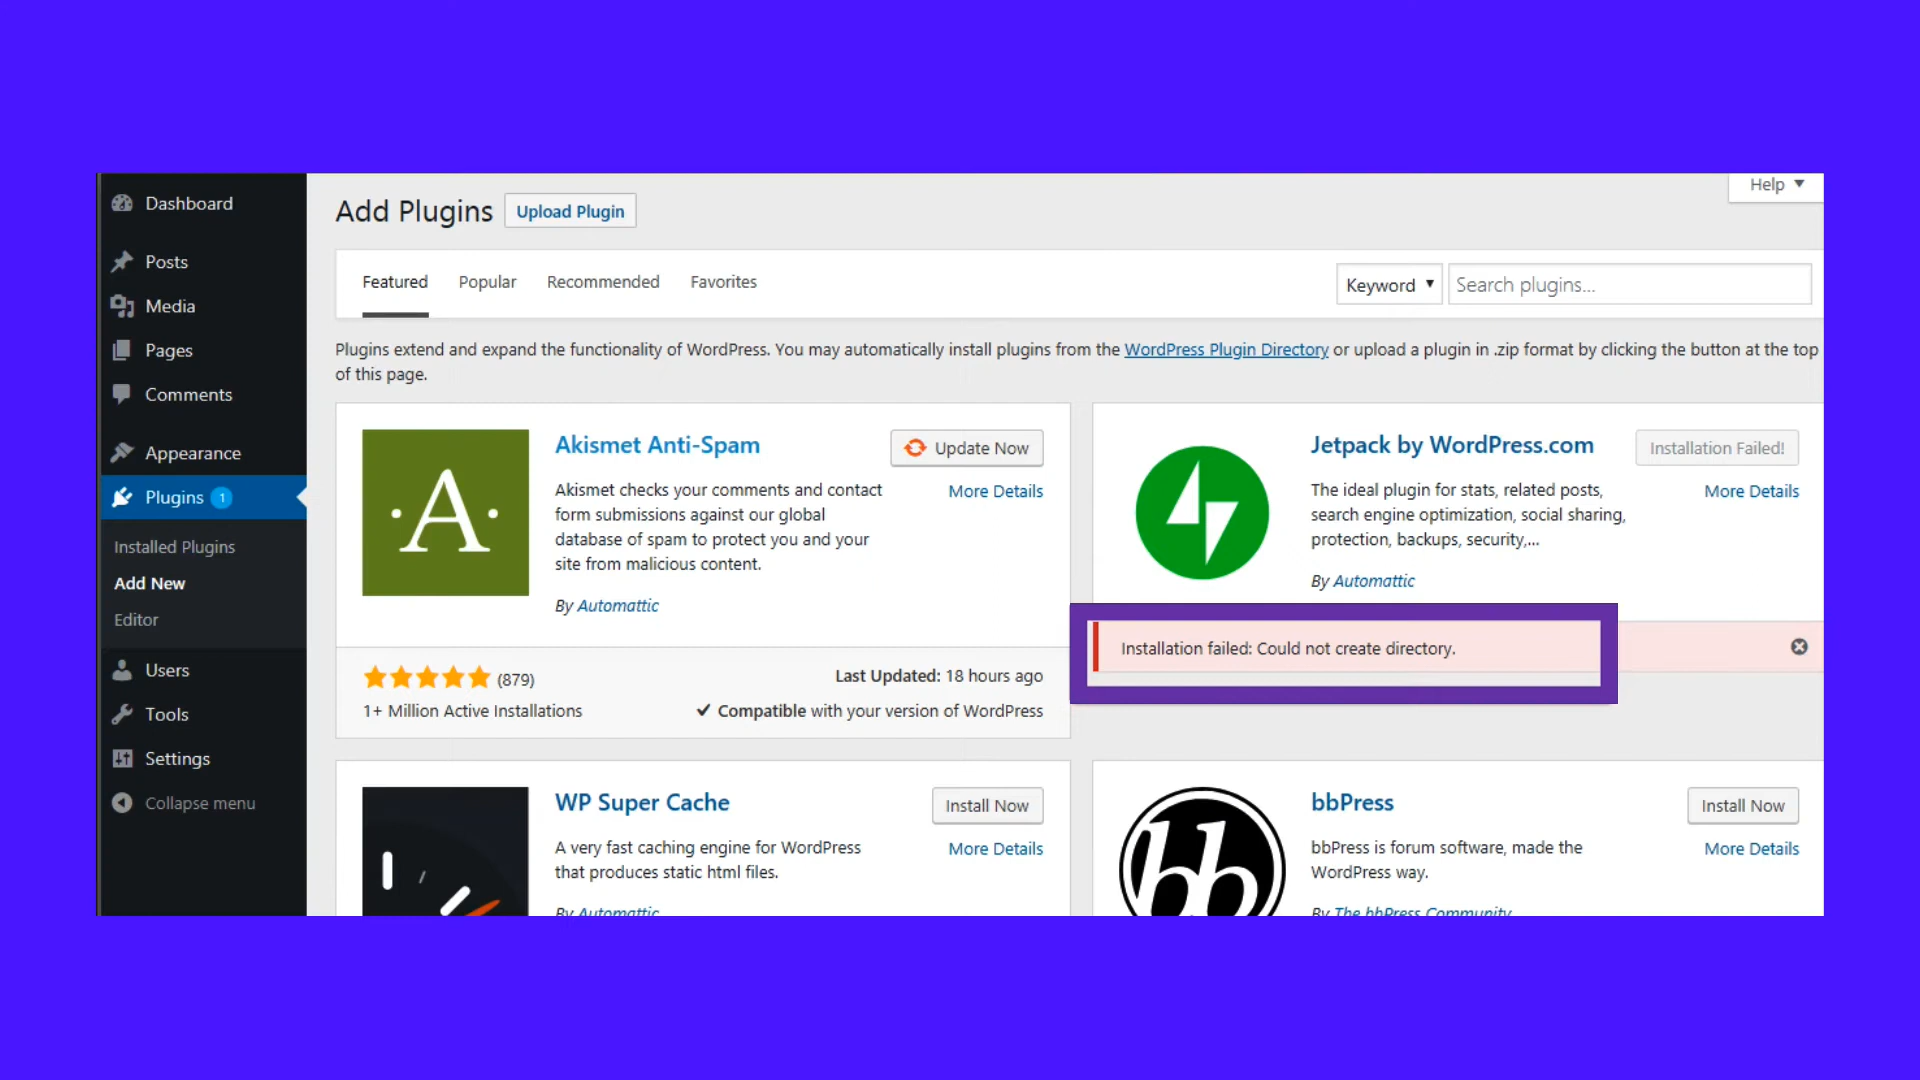 Dashboard
Posts
Media
Pages
Comments
Appearance
Plugins 1
Installed Plugins
Add New
Editor
Users
Tools
Settings
Collapse menu
Help
Add Plugins
Upload Plugin
Featured
Popular
Recommended
Favorites
Keyword
Search plugins...
Plugins extend and expand the functionality of WordPress. You may automatically install plugins from the WordPress Plugin Directory or upload a plugin in .zip format by clicking the button at the top
of this page.
A
Akismet Anti-Spam
Update Now
More Details
Akismet checks your comments and contact
form submissions against our global
database of spam to protect you and your
site from malicious content.
By Automattic
(879)
1+ Million Active Installations
Last Updated: 18 hours ago
Compatible with your version of WordPress
Jetpack by WordPress.com
Installation Failed!
More Details
The ideal plugin for stats, related posts,
search engine optimization, social sharing,
protection, backups, security,...
By Automattic
Installation failed: Could not create directory.
WP Super Cache
Install Now
More Details
A very fast caching engine for WordPress
that produces static html files.
By Automattic
bb
bbPress
Install Now
More Details
bbPress is forum software, made the
WordPress way.
By The bbPress Community